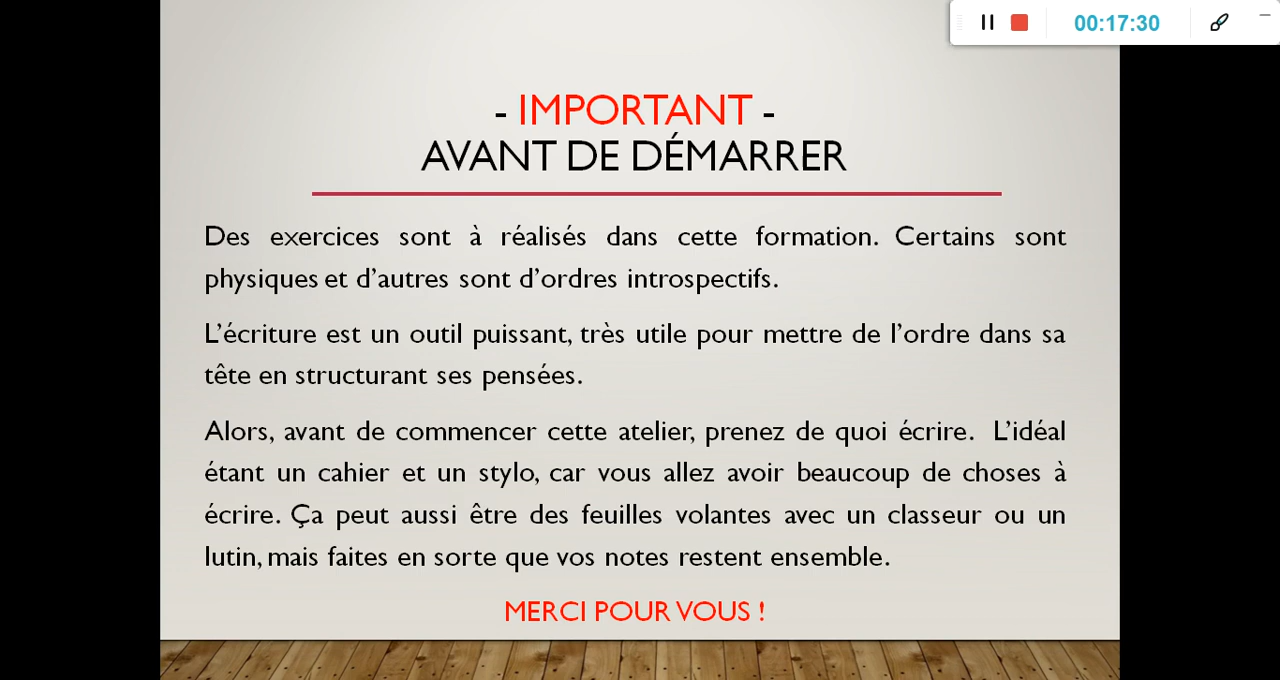 00:17:30
- IMPORTANT -
AVANT DE DÉMARRER
Des exercices sont à réalisés dans cette formation. Certains sont
physiques et d’autres sont d’ordres introspectifs.
L’écriture est un outil puissant, très utile pour mettre de l’ordre dans sa
tête en structurant ses pensées.
Alors, avant de commencer cette atelier, prenez de quoi écrire. L’idéal
étant un cahier et un stylo, car vous allez avoir beaucoup de choses à
écrire. Ça peut aussi être des feuilles volantes avec un classeur ou un
lutin, mais faites en sorte que vos notes restent ensemble.
MERCI POUR VOUS !